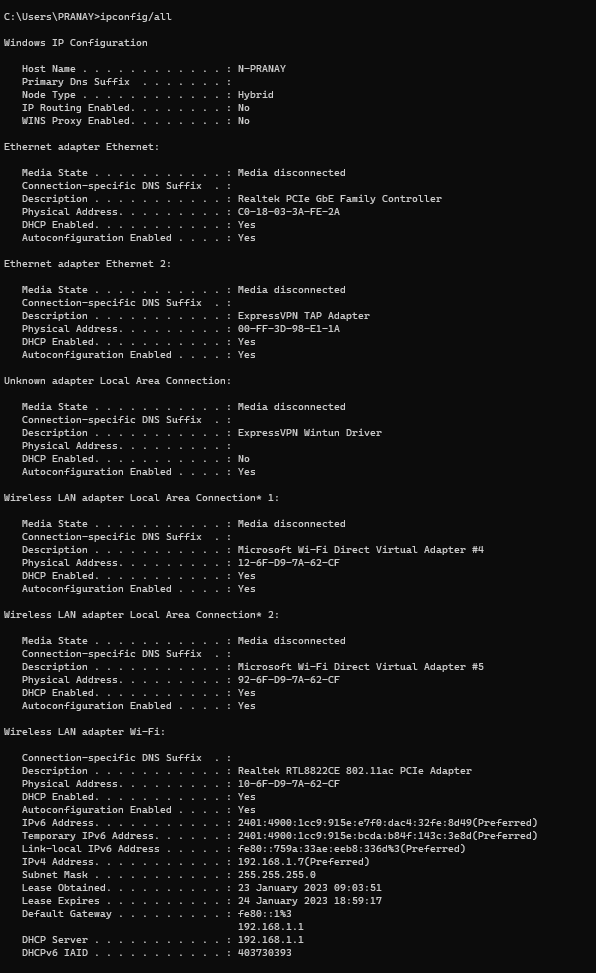 C:\Users\PRANAY>ipconfig/all
Windows IP Configuration
Host Name . . . . . . . . . . . . : N-PRANAY
Primary Dns Suffix  . . . . . . . :
Node Type . . . . . . . . . . . . : Hybrid
IP Routing Enabled. . . . . . . . : No
WINS Proxy Enabled. . . . . . . . : No
Ethernet adapter Ethernet:
Media State . . . . . . . . . . . : Media disconnected
Connection-specific DNS Suffix  . :
Description . . . . . . . . . . . : Realtek PCIe GbE Family Controller
Physical Address. . . . . . . . . : C0-18-03-3A-FE-2A
DHCP Enabled. . . . . . . . . . . : Yes
Autoconfiguration Enabled . . . . : Yes
Ethernet adapter Ethernet 2:
Media State . . . . . . . . . . . : Media disconnected
Connection-specific DNS Suffix  . :
Description . . . . . . . . . . . : ExpressVPN TAP Adapter
Physical Address. . . . . . . . . : 00-FF-3D-98-E1-1A
DHCP Enabled. . . . . . . . . . . : Yes
Autoconfiguration Enabled . . . . : Yes
Unknown adapter Local Area Connection:
Media State . . . . . . . . . . . : Media disconnected
Connection-specific DNS Suffix  . :
Description . . . . . . . . . . . : ExpressVPN Wintun Driver
Physical Address. . . . . . . . . :
DHCP Enabled. . . . . . . . . . . : No
Autoconfiguration Enabled . . . . : Yes
Wireless LAN adapter Local Area Connection* 1:
Media State . . . . . . . . . . . : Media disconnected
Connection-specific DNS Suffix  . :
Description . . . . . . . . . . . : Microsoft Wi-Fi Direct Virtual Adapter #4
Physical Address. . . . . . . . . : 12-6F-D9-7A-62-CF
DHCP Enabled. . . . . . . . . . . : Yes
Autoconfiguration Enabled . . . . : Yes
Wireless LAN adapter Local Area Connection* 2:
Media State . . . . . . . . . . . : Media disconnected
Connection-specific DNS Suffix  . :
Description . . . . . . . . . . . : Microsoft Wi-Fi Direct Virtual Adapter #5
Physical Address. . . . . . . . . : 92-6F-D9-7A-62-CF
DHCP Enabled. . . . . . . . . . . : Yes
Autoconfiguration Enabled . . . . : Yes
Wireless LAN adapter Wi-Fi:
Connection-specific DNS Suffix  . :
Description . . . . . . . . . . . : Realtek RTL8822CE 802.11ac PCIe Adapter
Physical Address. . . . . . . . . : 10-6F-D9-7A-62-CF
DHCP Enabled. . . . . . . . . . . : Yes
Autoconfiguration Enabled . . . . : Yes
IPv6 Address. . . . . . . . . . . : 2401:4900:1cc9:915e:e7f0:dac4:32fe:8d49(Preferred)
Temporary IPv6 Address. . . . . . : 2401:4900:1cc9:915e:bcda:b84f:143c:3e8d(Preferred)
Link-local IPv6 Address . . . . . : fe80::759a:33ae:eeb8:336d%3(Preferred)
IPv4 Address. . . . . . . . . . . : 192.168.1.7(Preferred)
Subnet Mask . . . . . . . . . . . : 255.255.255.0
Lease Obtained. . . . . . . . . . : 23 January 2023 09:03:51
Lease Expires . . . . . . . . . . : 24 January 2023 18:59:17
Default Gateway . . . . . . . . . : fe80::1%3
192.168.1.1
DHCP Server . . . . . . . . . . . : 192.168.1.1
DHCPv6 IAID . . . . . . . . . . . : 403730393